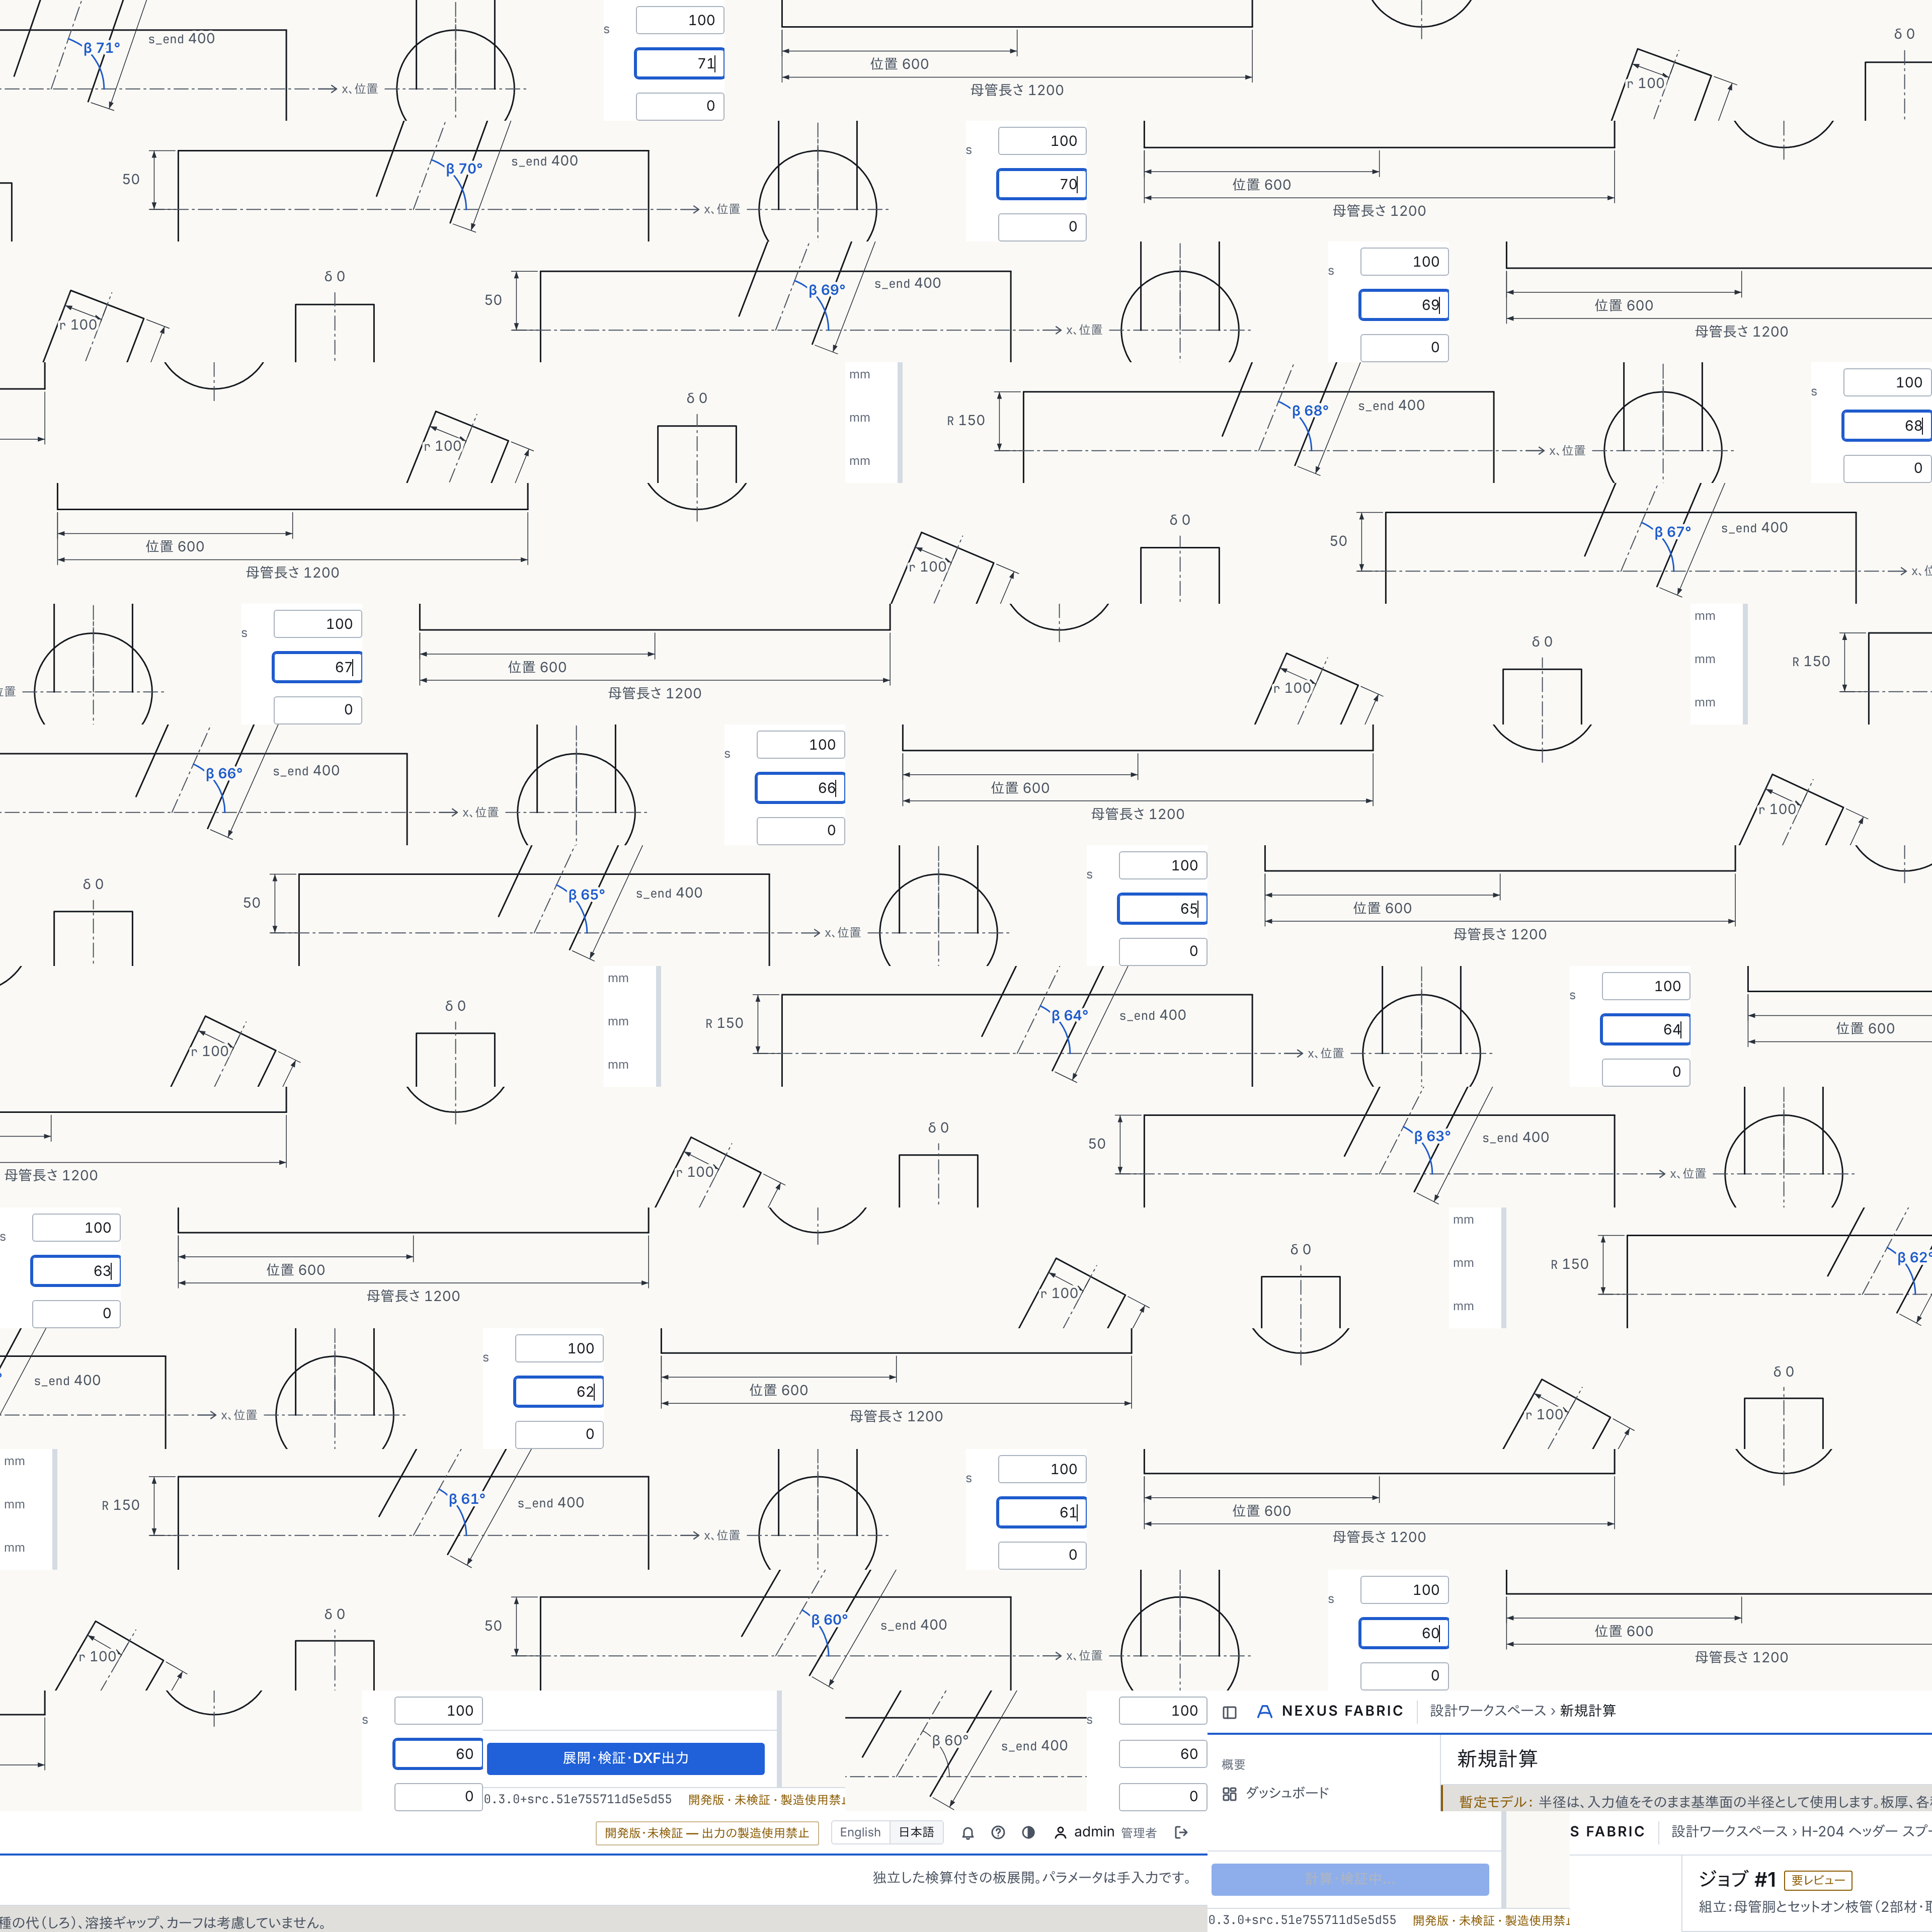 β 71° s_end 400 x、位置 s 100 71 0 位置 600 母管長さ 1200 r 100 δ 0
50 β 70° s_end 400 x、位置 s 100 70 0 位置 600 母管長さ 1200
r 100 δ 0 50 β 69° s_end 400 x、位置 s 100 69 0 位置 600 母管長さ 1200
r 100 δ 0 mm mm mm R 150 β 68° s_end 400 x、位置 s 100 68 0
位置 600 母管長さ 1200 r 100 δ 0 50 β 67° s_end 400 x、
位置 s 100 67 0 位置 600 母管長さ 1200 r 100 δ 0 mm mm mm R 150
β 66° s_end 400 x、位置 s 100 66 0 位置 600 母管長さ 1200 r 100
δ 0 50 β 65° s_end 400 x、位置 s 100 65 0 位置 600 母管長さ 1200
r 100 δ 0 mm mm mm R 150 β 64° s_end 400 x、位置 s 100 64 0 位置 600
母管長さ 1200 r 100 δ 0 50 β 63° s_end 400 x、位置
s 100 63 0 位置 600 母管長さ 1200 r 100 δ 0 mm mm mm R 150 β 62°
s_end 400 x、位置 s 100 62 0 位置 600 母管長さ 1200 r 100 δ 0
mm mm mm R 150 β 61° s_end 400 x、位置 s 100 61 0 位置 600 母管長さ 1200
r 100 δ 0 50 β 60° s_end 400 x、位置 s 100 60 0 位置 600 母管長さ 1200
s 100 60 0
展開・検証・DXF出力
0.3.0+src.51e755711d5e5d55 開発版・未検証・製造使用禁止
β 60° s_end 400
s 100 60 0
NEXUS FABRIC 設計ワークスペース › 新規計算
概要
ダッシュボード
新規計算
暫定モデル: 半径は、入力値をそのまま基準面の半径として使用します。板厚、各種
開発版・未検証 — 出力の製造使用禁止 English 日本語 admin 管理者
独立した検算付きの板展開。パラメータは手入力です。
種の代(しろ)、溶接ギャップ、カーフは考慮していません。
計算・検証中…
0.3.0+src.51e755711d5e5d55 開発版・未検証・製造使用禁止
S FABRIC 設計ワークスペース › H-204 ヘッダー スプー
ジョブ #1 要レビュー
組立: 母管胴とセットオン枝管(2部材・